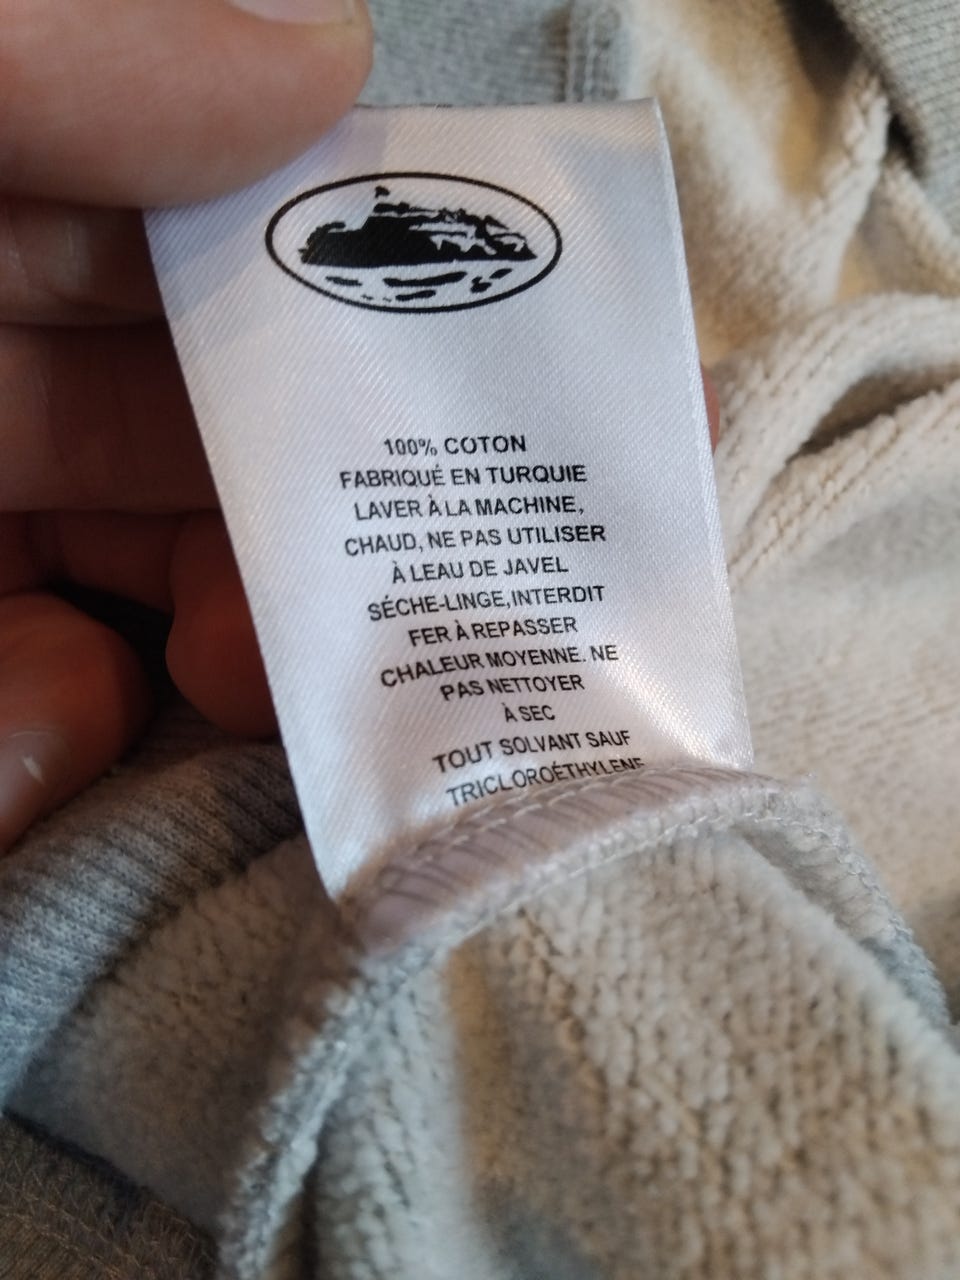 100% COTON
FABRIQUÉ EN TURQUIE
LAVER À LA MACHINE,
CHAUD, NE PAS UTILISER
À LEAU DE JAVEL
SÉCHE-LINGE,INTERDIT
FER À REPASSER
CHALEUR MOYENNE. NE
PAS NETTOYER
À SEC
TOUT SOLVANT SAUF
TRICLOROÉTHYLENE